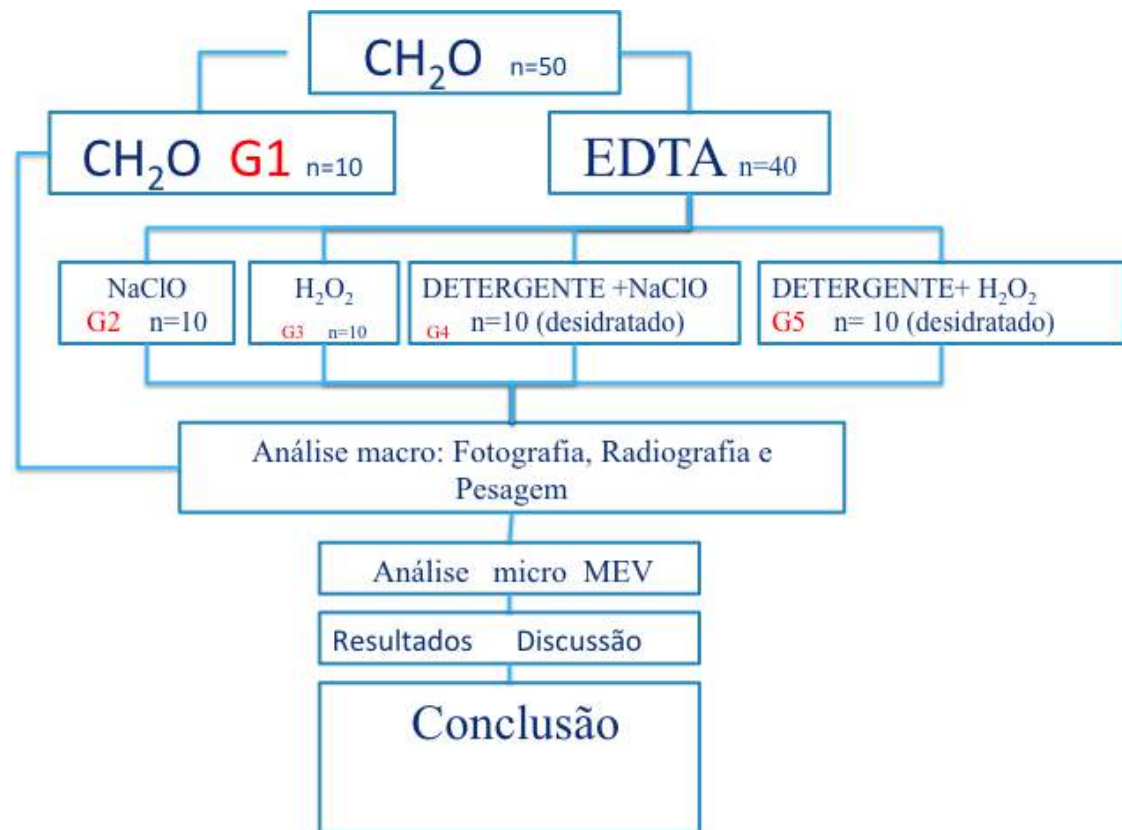 CH₂O n=50
CH₂O G1 n=10
EDTA n=40
NaClO
G2 n=10
H₂O₂
G3 n=10
DETERGENTE +NaClO
G4 n=10 (desidratado)
DETERGENTE+ H₂O₂
G5 n= 10 (desidratado)
Análise macro: Fotografia, Radiografia e
Pesagem
Análise micro MEV
Resultados Discussão
Conclusão